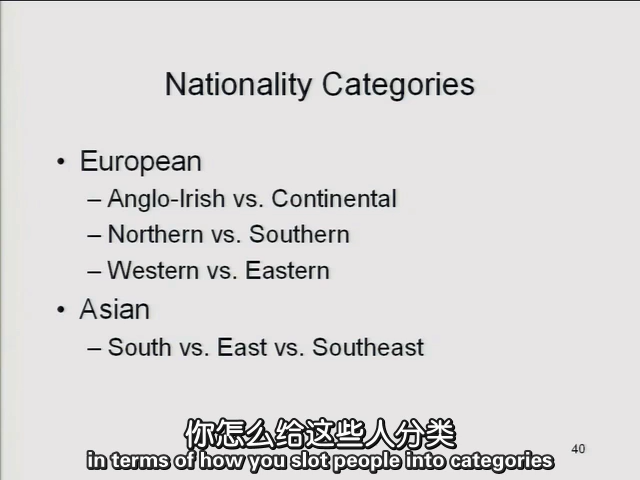 Nationality Categories
• European
– Anglo-Irish vs. Continental
– Northern vs. Southern
– Western vs. Eastern
• Asian
– South vs. East vs. Southeast
你怎么给这些人分类
40
in terms of how you slot people into categories